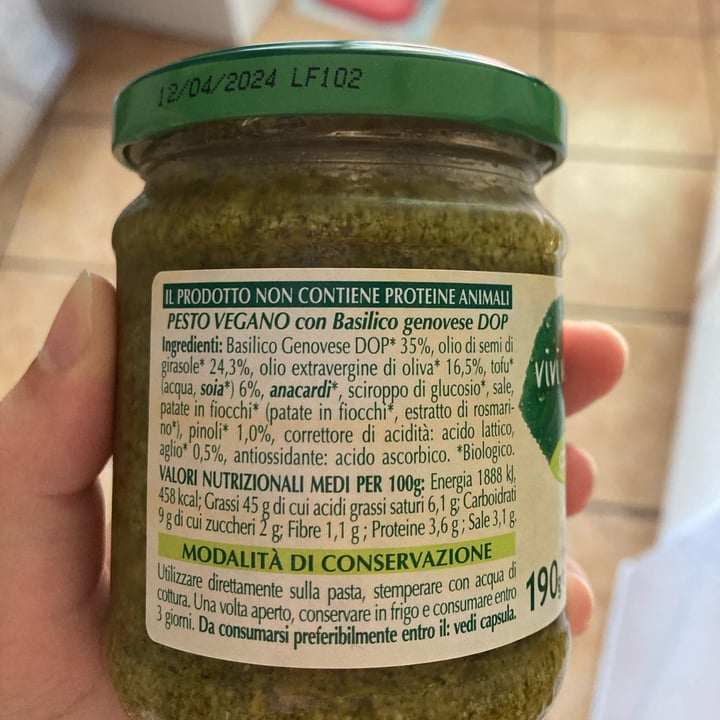 12/04/2024 LF102
IL PRODOTTO NON CONTIENE PROTEINE ANIMALI
PESTO VEGANO con Basilico genovese DOP
Ingredienti: Basilico Genovese DOP* 35%, olio di semi di
girasole* 24,3%, olio extravergine di oliva* 16,5%, tofu*
(acqua, soia*) 6%, anacardi*, sciroppo di glucosio*, sale,
patate in fiocchi* (patate in fiocchi*, estratto di rosmari-
no*), pinoli* 1,0%, correttore di acidità: acido lattico,
aglio* 0,5%, antiossidante: acido ascorbico. *Biologico.
VALORI NUTRIZIONALI MEDI PER 100g: Energia 1888 kJ,
458 kcal; Grassi 45 g di cui acidi grassi saturi 6,1 g; Carboidrati
9 g di cui zuccheri 2 g; Fibre 1,1 g; Proteine 3,6 g; Sale 3,1 g.
MODALITÀ DI CONSERVAZIONE
Utilizzare direttamente sulla pasta, stemperare con acqua di
cottura. Una volta aperto, conservare in frigo e consumare entro
3 giorni. Da consumarsi preferibilmente entro il: vedi capsula.
VIVI
190g